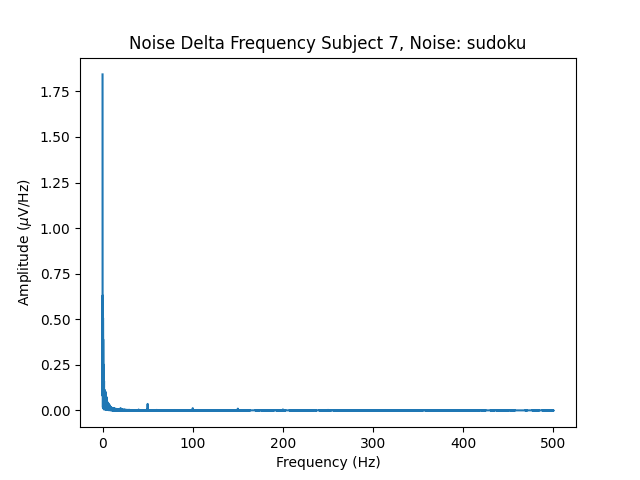 Noise Delta Frequency Subject 7, Noise: sudoku
Amplitude (μV/Hz)
1.75
1.50
1.25
1.00
0.75
0.50
0.25
0.00
0 100 200 300 400 500
Frequency (Hz)